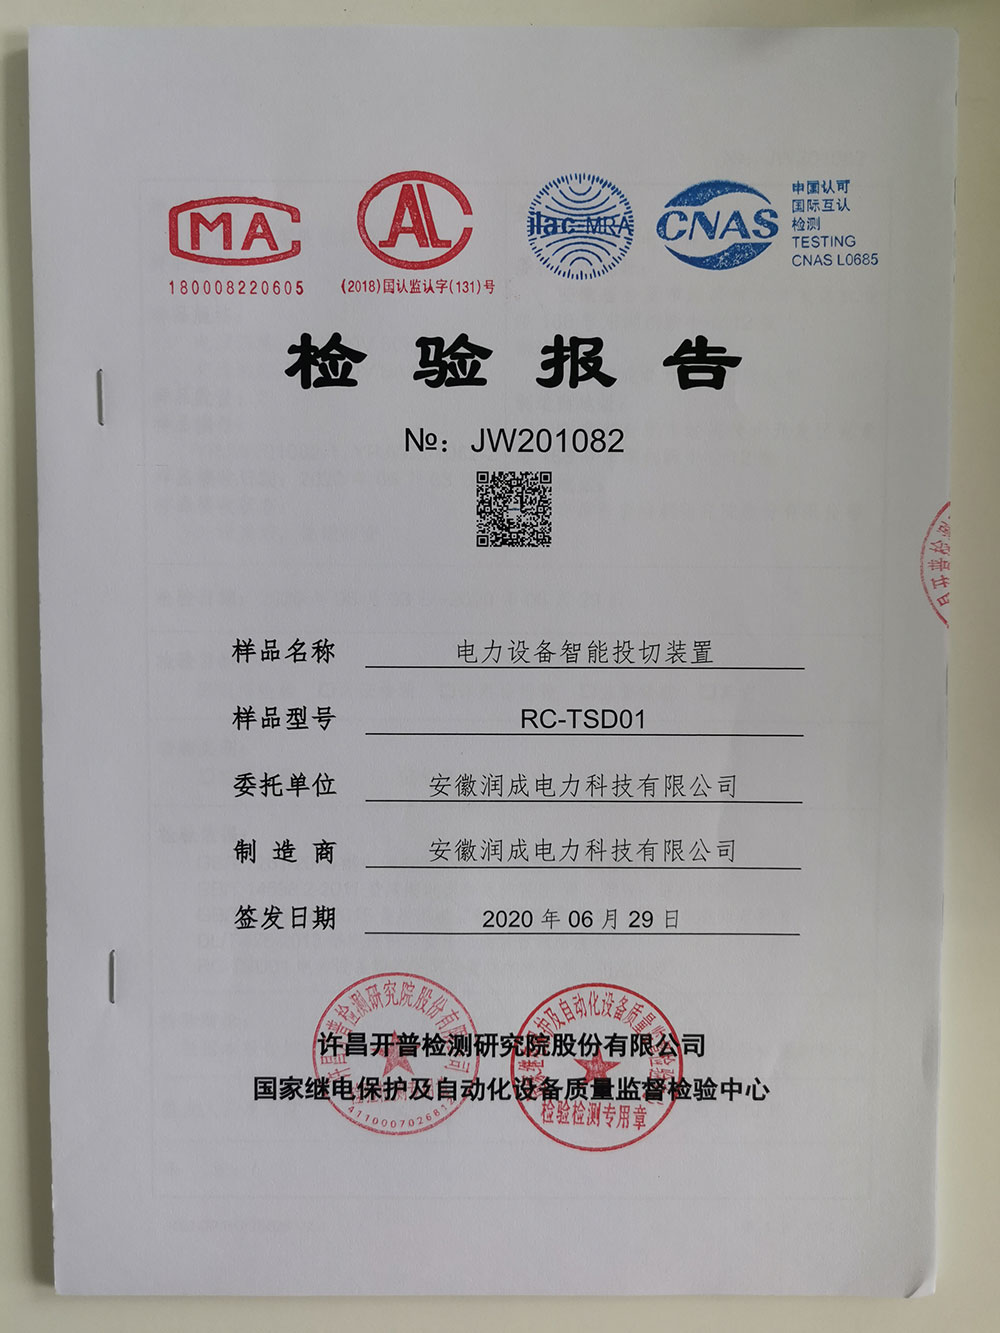 MA
180008220605
AL
(2018)国认监认字(131)号
ilac-MRA
CNAS
中国认可
国际互认
检测
TESTING
CNAS L0685
检验报告
№：JW201082
样品名称 电力设备智能投切装置
样品型号 RC-TSD01
委托单位 安徽润成电力科技有限公司
制造商 安徽润成电力科技有限公司
签发日期 2020年06月29日
许昌开普检测研究院股份有限公司
国家继电保护及自动化设备质量监督检验中心
检验检测专用章